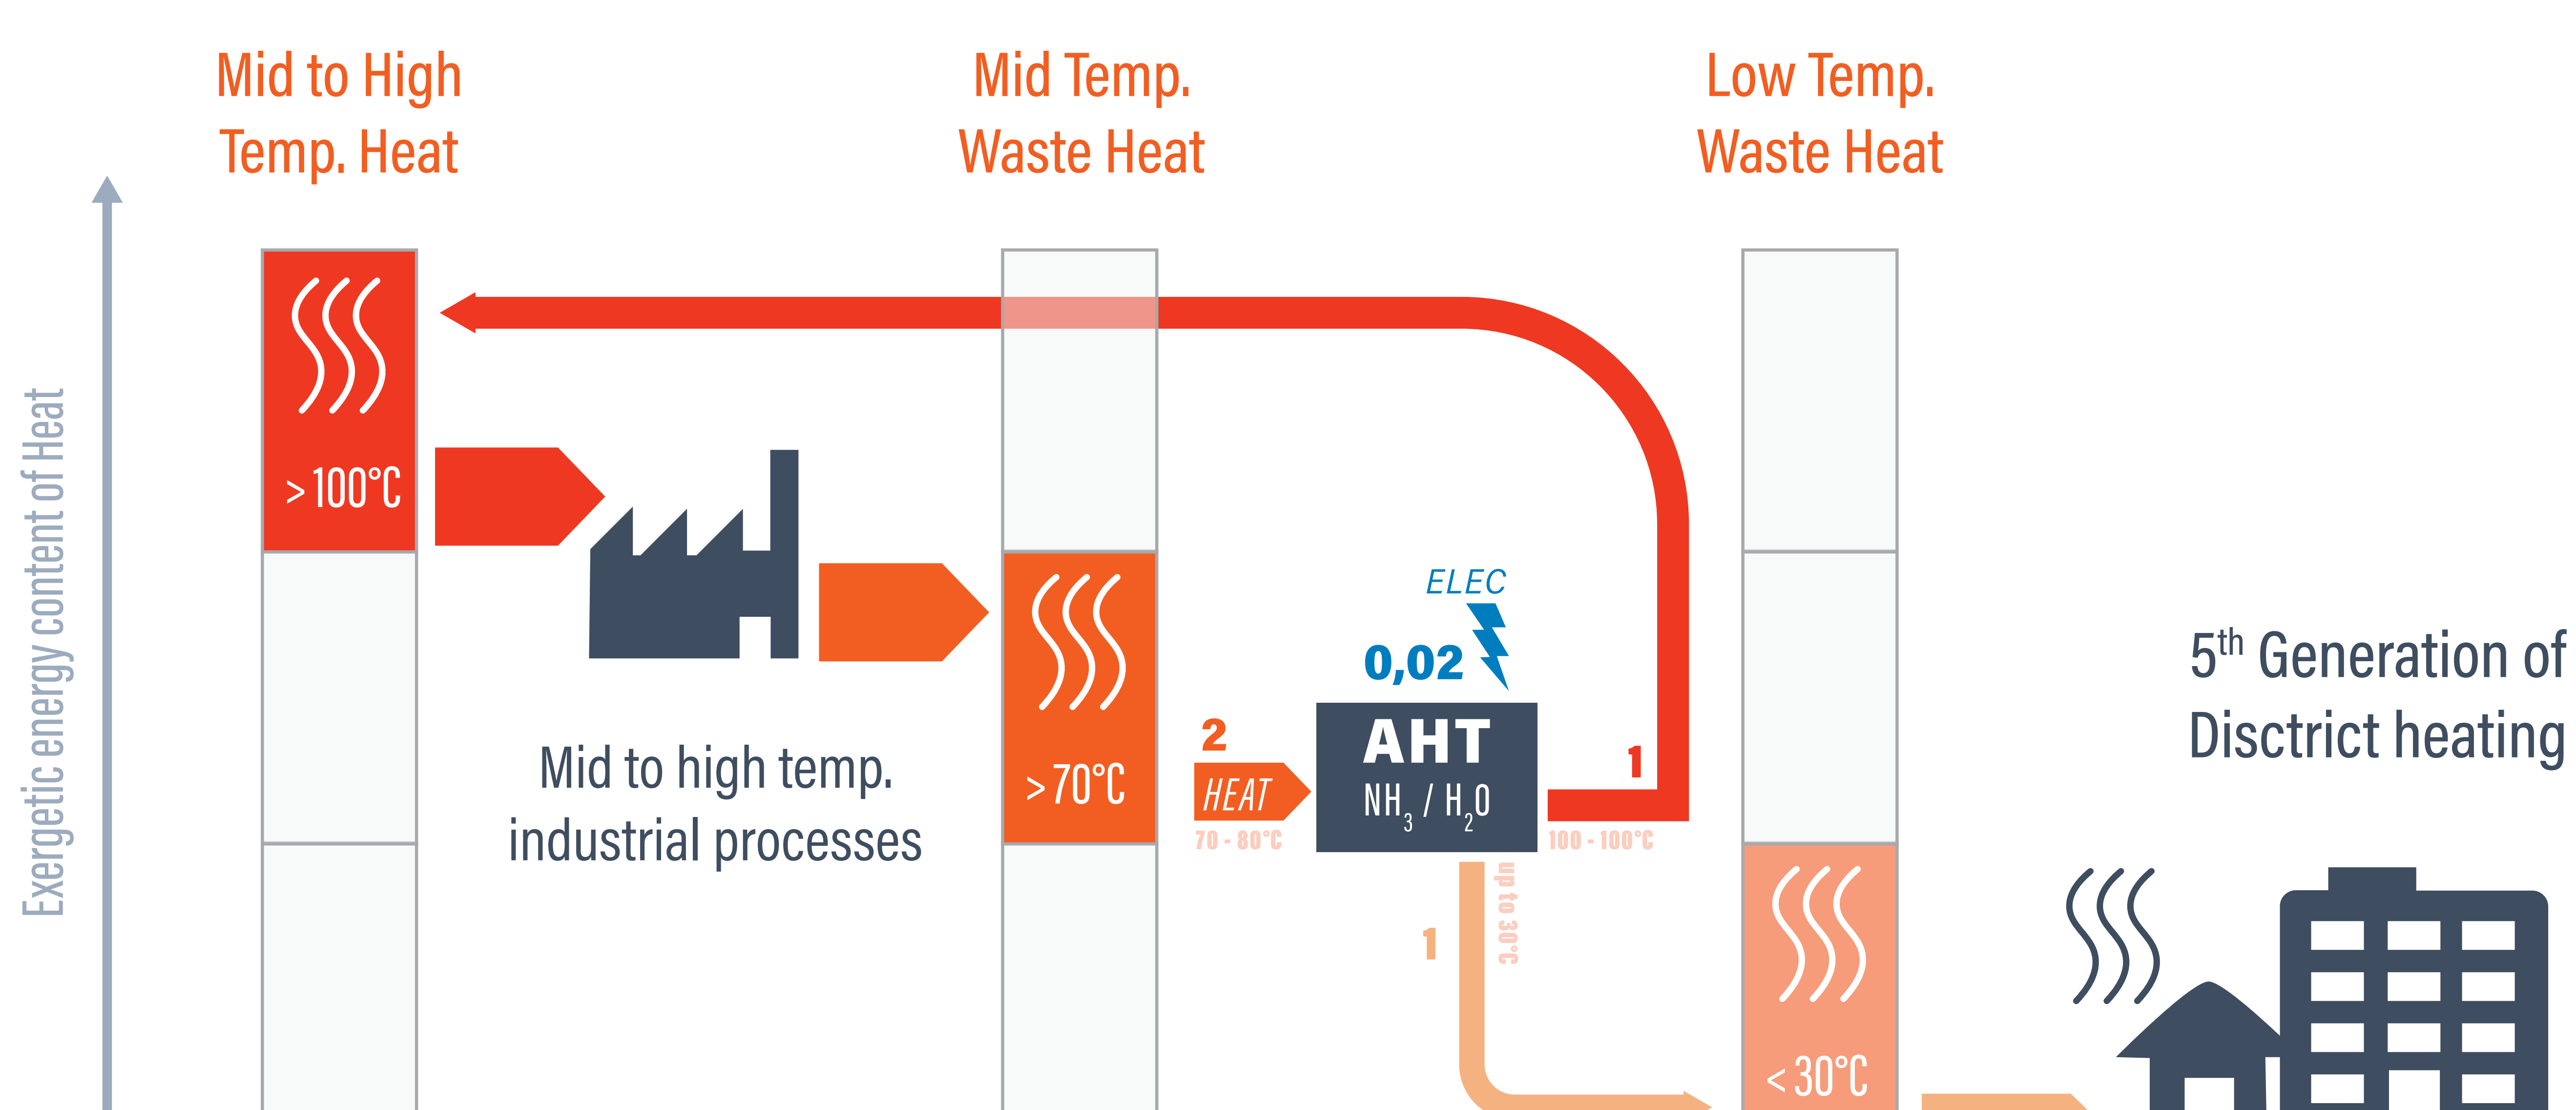 Mid to High
Temp. Heat
Mid Temp.
Waste Heat
Low Temp.
Waste Heat
Exergetic energy content of Heat
> 100°C
Mid to high temp.
industrial processes
> 70°C
2
HEAT
70 - 80°C
ELEC
0,02
AHT
NH3 / H2O
1
100 - 100°C
1
up to 30°C
< 30°C
5th Generation of
Disctrict heating